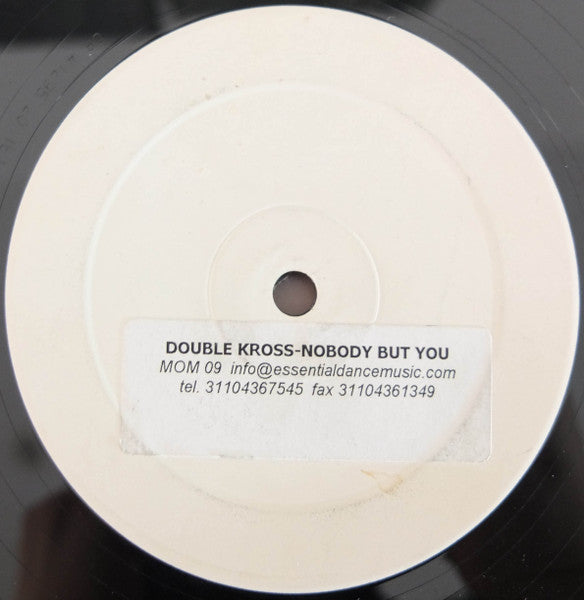 DOUBLE KROSS-NOBODY BUT YOU
MOM 09  info@essentialdancemusic.com
tel. 31104367545  fax 31104361349